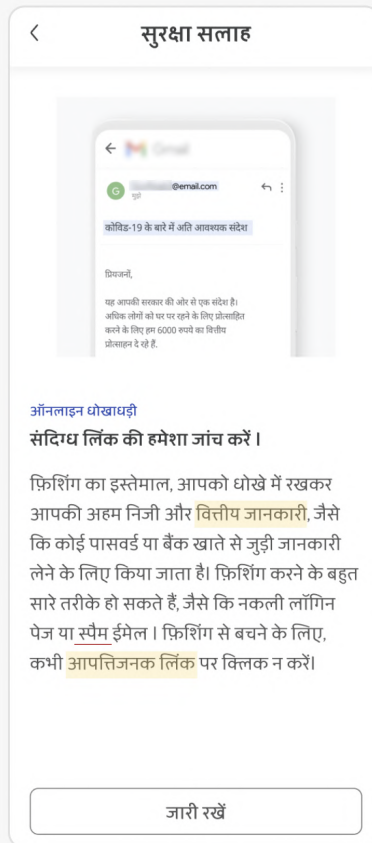 सुरक्षा सलाह
G
@email.com
मुझे
कोविड-19 के बारे में अति आवश्यक संदेश
प्रियजनों,
यह आपकी सरकार की ओर से एक संदेश है।
अधिक लोगों को घर पर रहने के लिए प्रोत्साहित
करने के लिए हम 6000 रुपये का वित्तीय
प्रोत्साहन दे रहे हैं.
ऑनलाइन धोखाधड़ी
संदिग्ध लिंक की हमेशा जांच करें ।
फ़िशिंग का इस्तेमाल, आपको धोखे में रखकर
आपकी अहम निजी और वित्तीय जानकारी, जैसे
कि कोई पासवर्ड या बैंक खाते से जुड़ी जानकारी
लेने के लिए किया जाता है। फ़िशिंग करने के बहुत
सारे तरीके हो सकते हैं, जैसे कि नकली लॉगिन
पेज या स्पैम ईमेल । फ़िशिंग से बचने के लिए,
कभी आपत्तिजनक लिंक पर क्लिक न करें।
जारी रखें